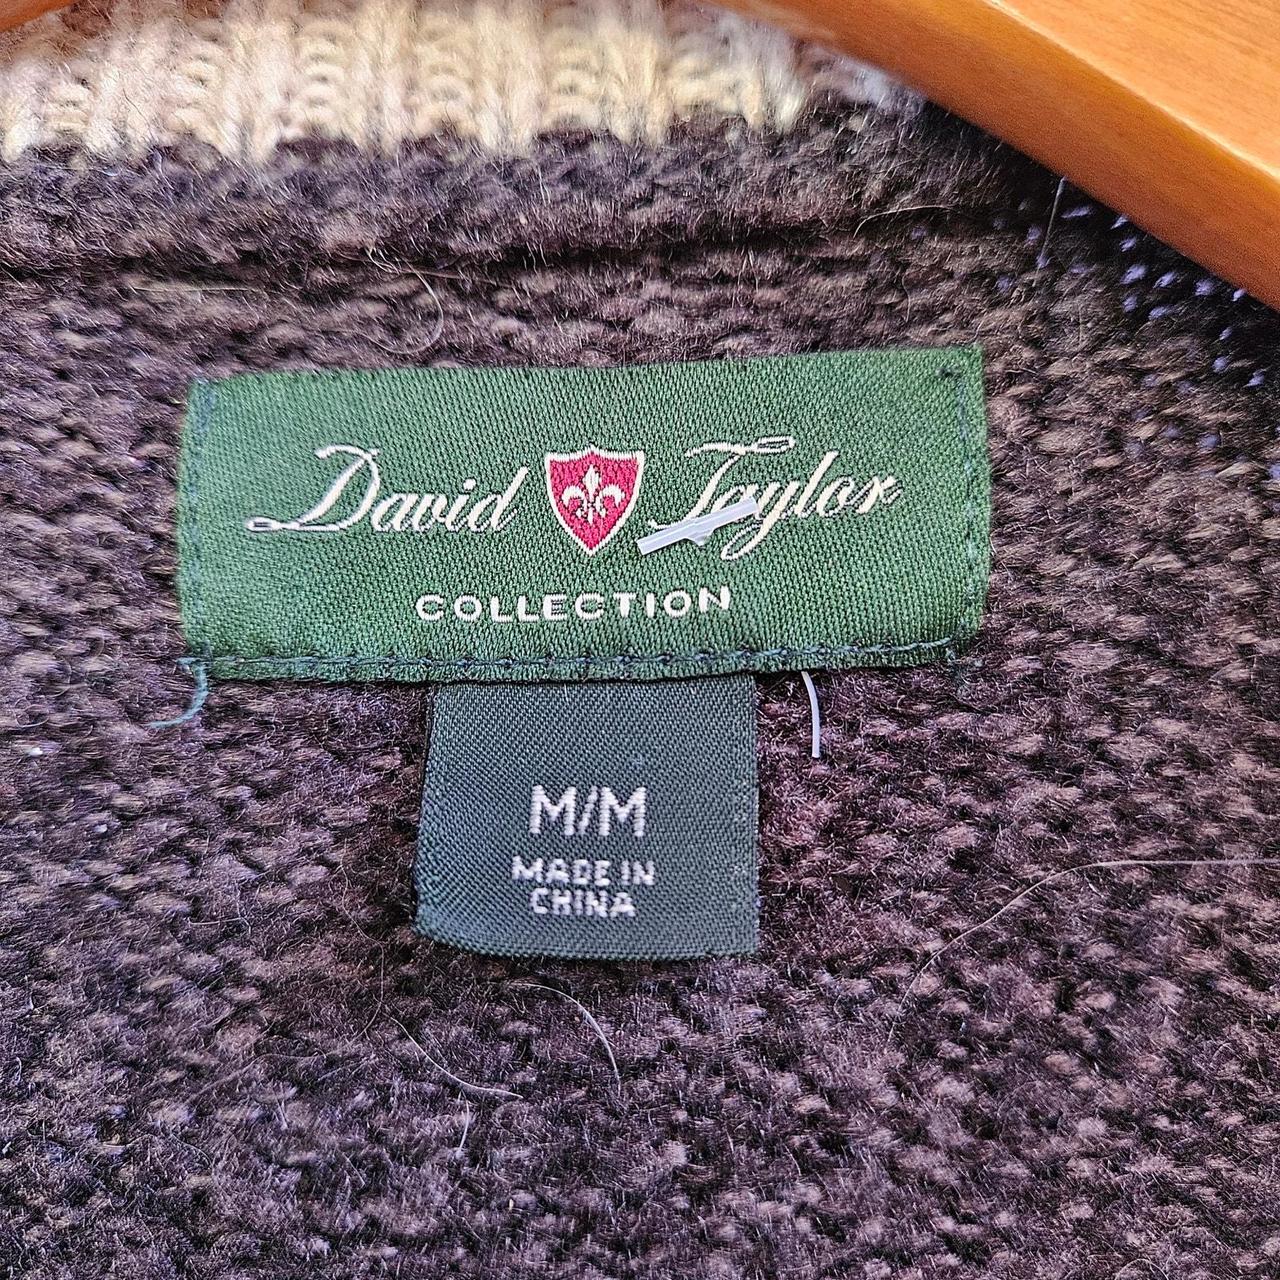 David Taylor
COLLECTION
M/M
MADE IN
CHINA